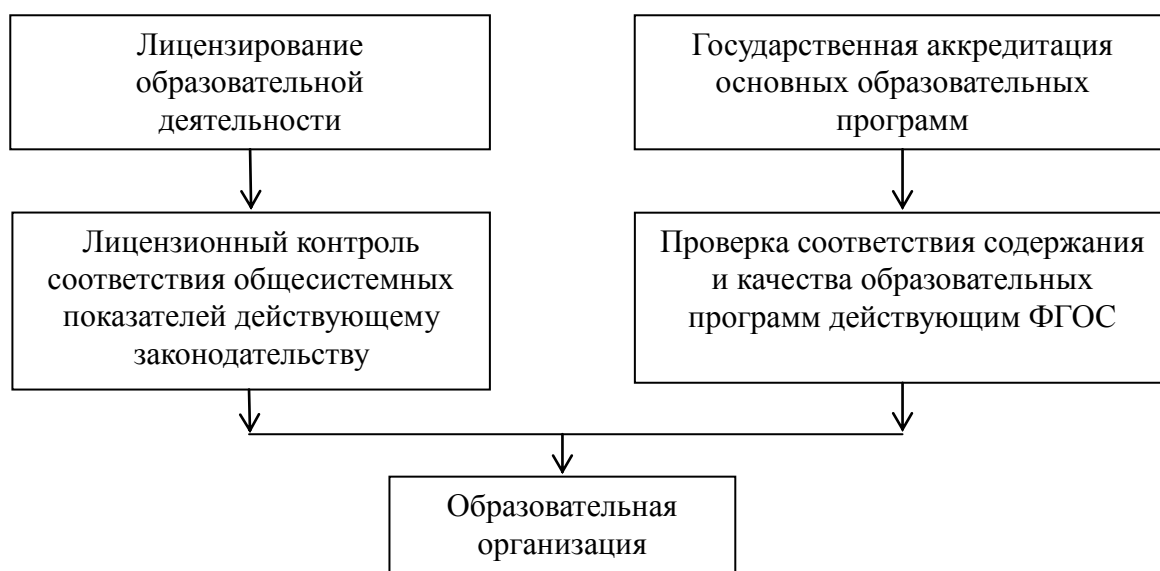 Лицензирование
образовательной
деятельности
Государственная аккредитация
основных образовательных
программ
Лицензионный контроль
соответствия общесистемных
показателей действующему
законодательству
Проверка соответствия содержания
и качества образовательных
программ действующим ФГОС
Образовательная
организация